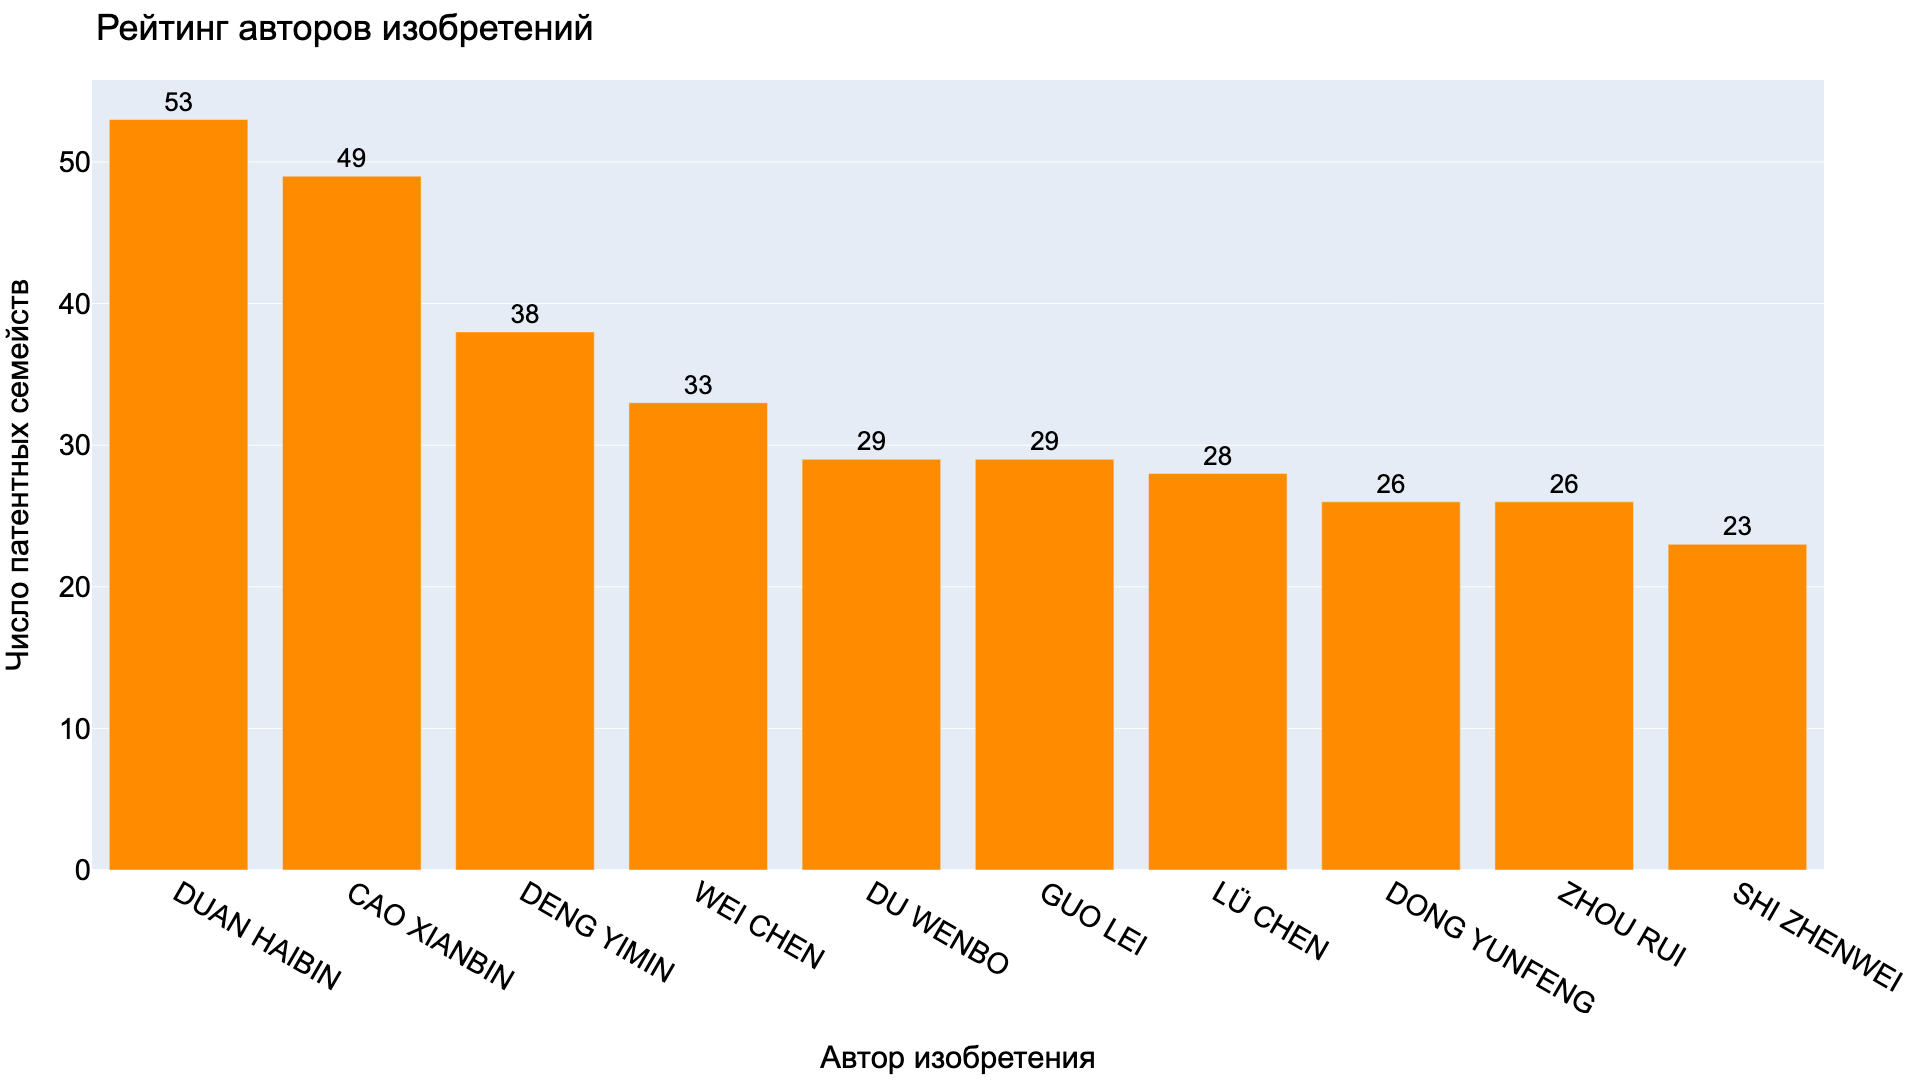 Рейтинг авторов изобретений
Число патентных семейств
50
40
30
20
10
0
53
49
38
33
29
29
28
26
26
23
DUAN HAIBIN
CAO XIANBIN
DENG YIMIN
WEI CHEN
DU WENBO
GUO LEI
LÜ CHEN
DONG YUNFENG
ZHOU RUI
SHI ZHENWEI
Автор изобретения